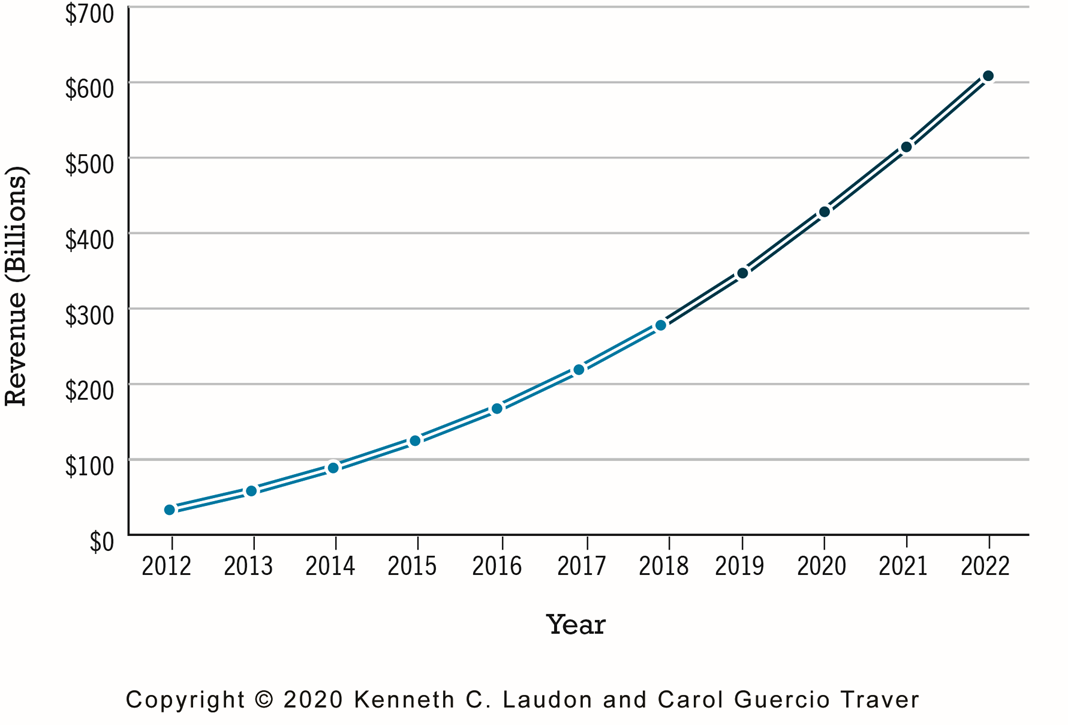 $700
$600
$500
$400
$300
$200
$100
$0
Revenue (Billions)
2012 2013 2014 2015 2016 2017 2018 2019 2020 2021 2022
Year
Copyright © 2020 Kenneth C. Laudon and Carol Guercio Traver